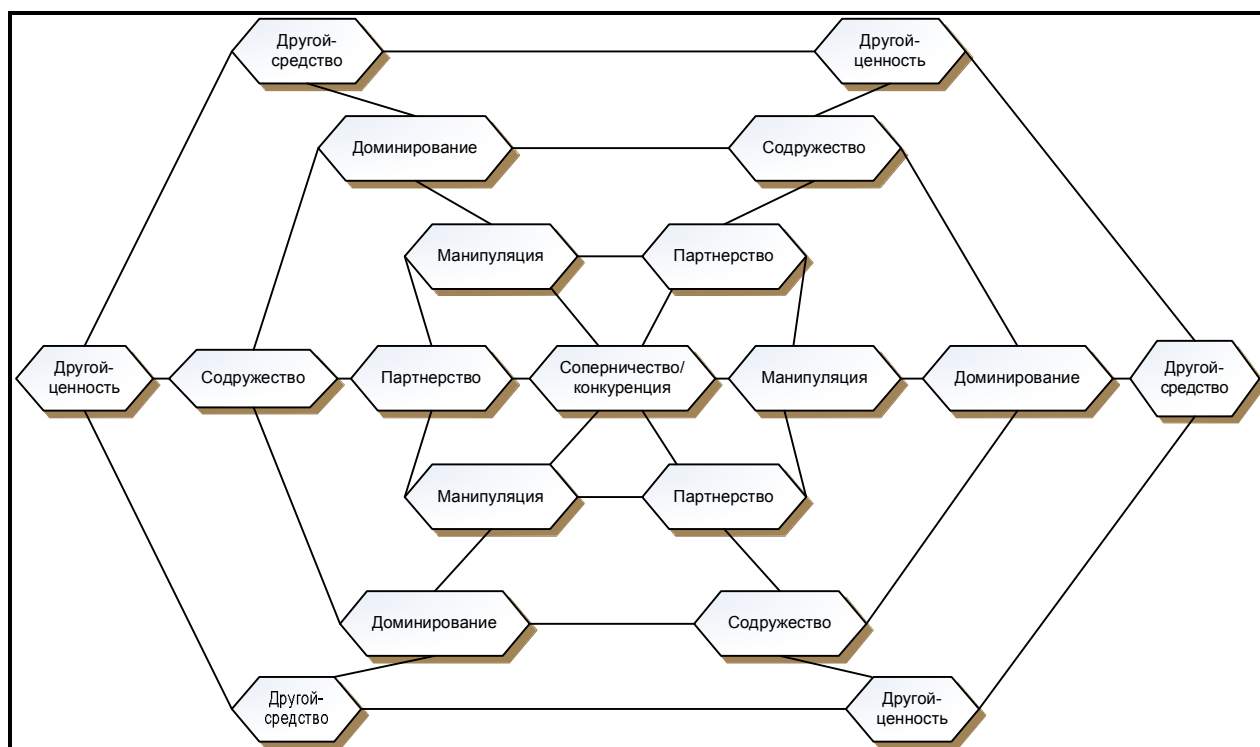 Другой-
средство
Другой-
ценность
Доминирование
Содружество
Манипуляция
Партнерство
Другой-
ценность
Содружество
Партнерство
Соперничество/
конкуренция
Манипуляция
Доминирование
Другой-
средство
Манипуляция
Партнерство
Доминирование
Содружество
Другой-
средство
Другой-
ценность